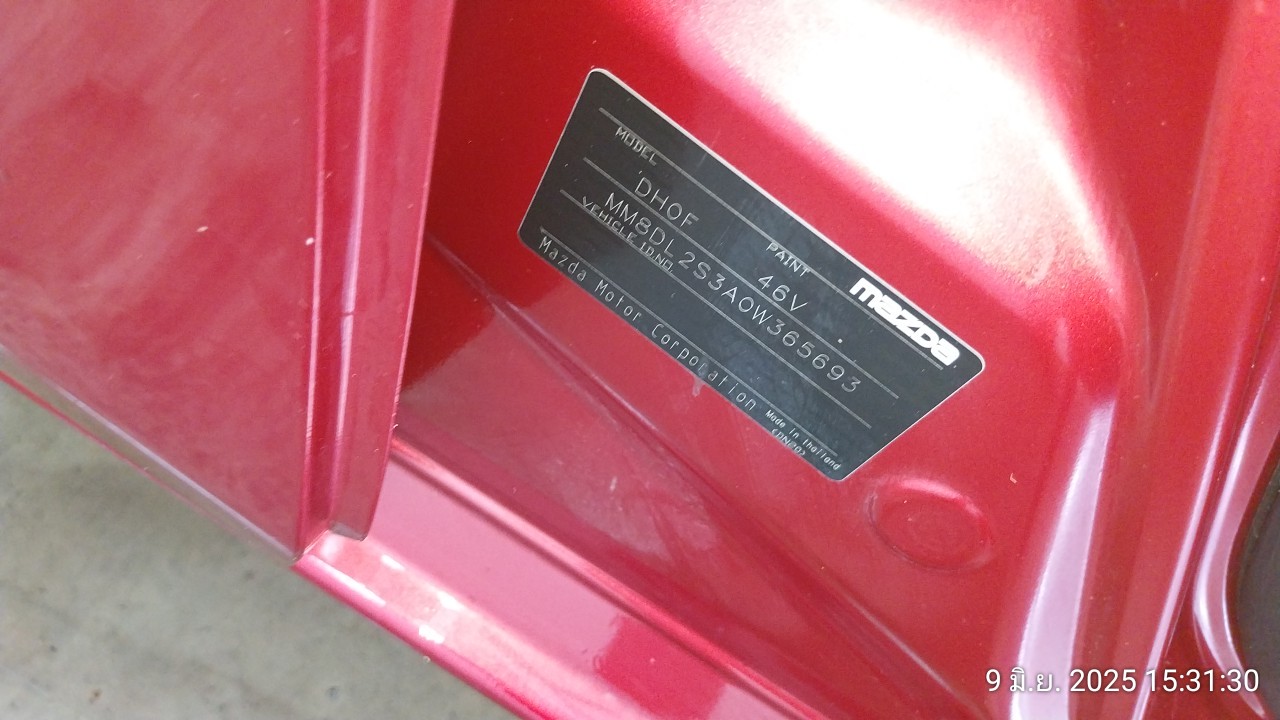 mazda
MODEL
PAINT
DH0F 46V
MM8DL2S3A0W365693
VEHICLE ID.NO.
Mazda Motor Corporation
Made in Thailand
9 มิ.ย. 2025 15:31:30